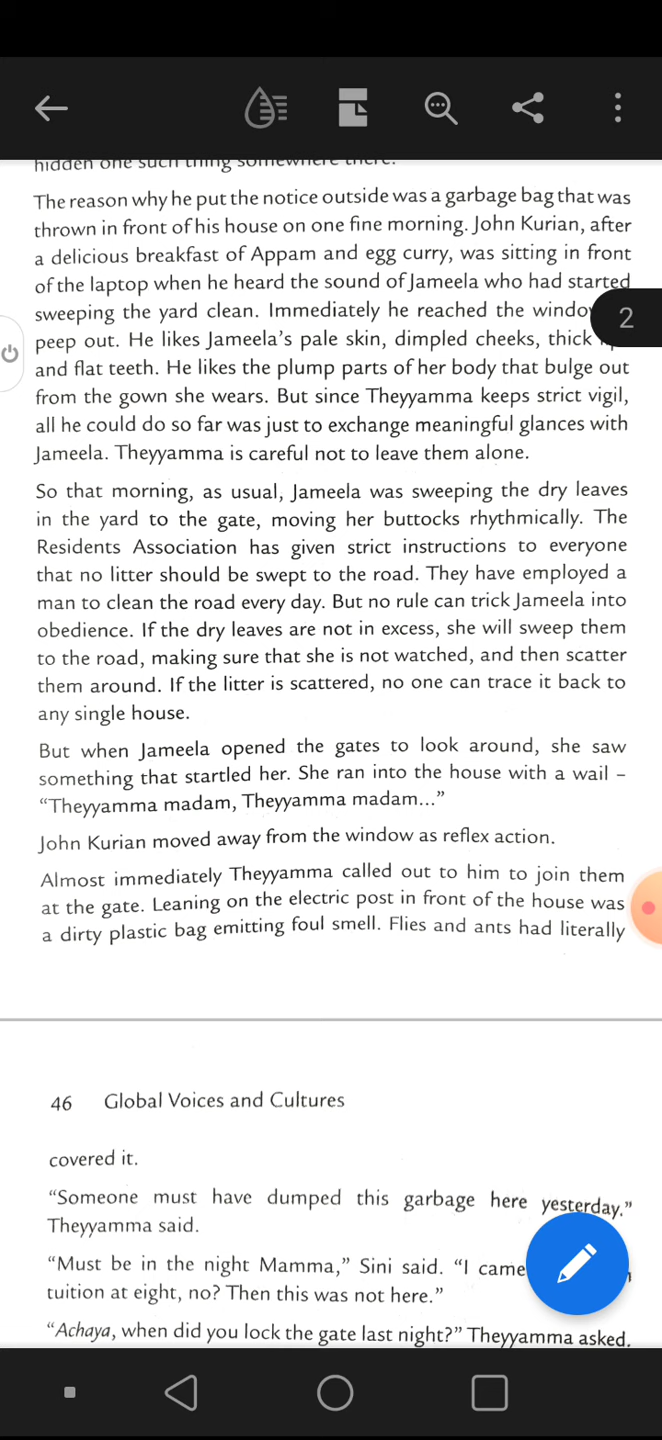 hidden one such thing somewhere there.
The reason why he put the notice outside was a garbage bag that was
thrown in front of his house on one fine morning. John Kurian, after
a delicious breakfast of Appam and egg curry, was sitting in front
of the laptop when he heard the sound of Jameela who had started
sweeping the yard clean. Immediately he reached the window
2
peep out. He likes Jameela's pale skin, dimpled cheeks, thick
and flat teeth. He likes the plump parts of her body that bulge out
from the gown she wears. But since Theyyamma keeps strict vigil,
all he could do so far was just to exchange meaningful glances with
Jameela. Theyyamma is careful not to leave them alone.
So that morning, as usual, Jameela was sweeping the dry leaves
in the yard to the gate, moving her buttocks rhythmically. The
Residents Association has given strict instructions to everyone
that no litter should be swept to the road. They have employed a
man to clean the road every day. But no rule can trick Jameela into
obedience. If the dry leaves are not in excess, she will sweep them
to the road, making sure that she is not watched, and then scatter
them around. If the litter is scattered, no one can trace it back to
any single house.
But when Jameela opened the gates to look around, she saw
something that startled her. She ran into the house with a wail –
“Theyyamma madam, Theyyamma madam...”
John Kurian moved away from the window as reflex action.
Almost immediately Theyyamma called out to him to join them
at the gate. Leaning on the electric post in front of the house was
a dirty plastic bag emitting foul smell. Flies and ants had literally
46 Global Voices and Cultures
covered it.
“Someone must have dumped this garbage here yesterday.”
Theyyamma said.
“Must be in the night Mamma,” Sini said. “I came
tuition at eight, no? Then this was not here.”
“Achaya, when did you lock the gate last night?” Theyyamma asked.